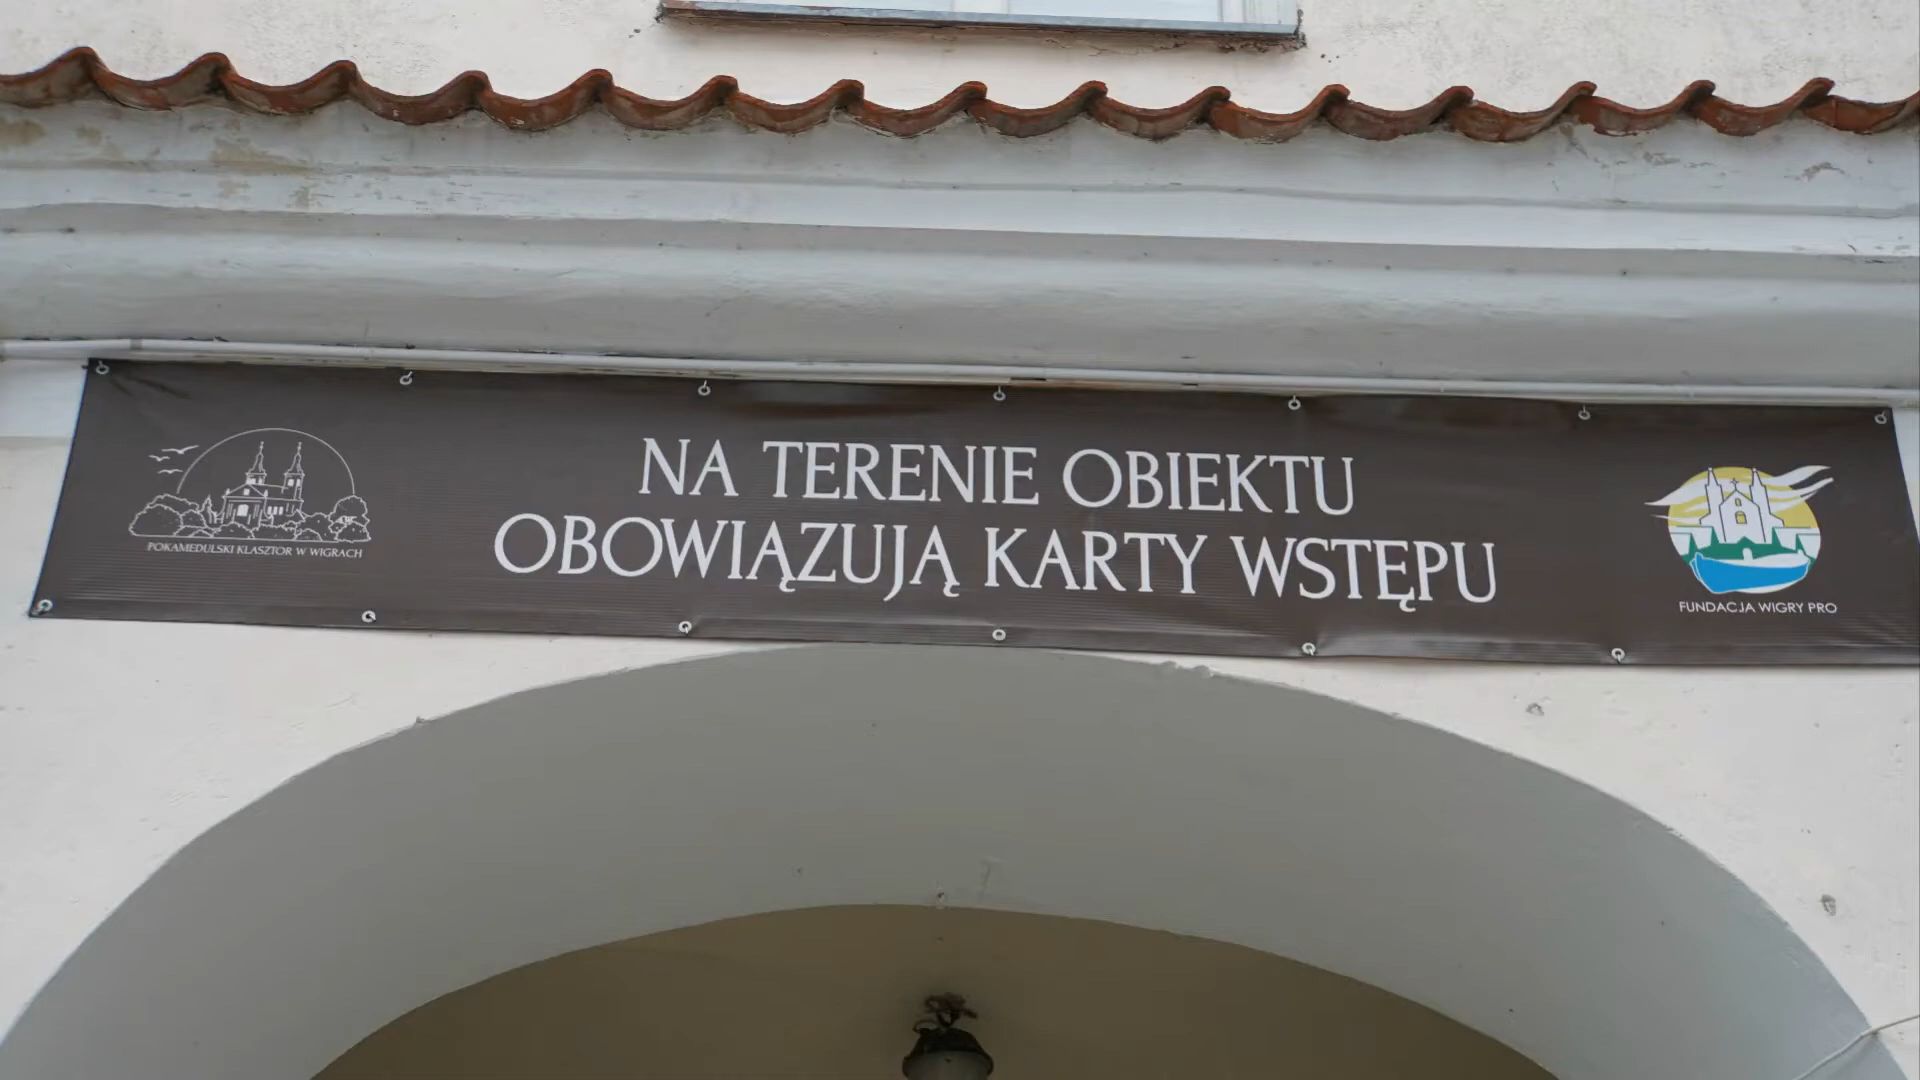 NA TERENIE OBIEKTU
OBOWIĄZUJĄ KARTY WSTĘPU
POKAMEDULSKI KLASZTOR W WIGRACH
FUNDACJA WIGRY PRO